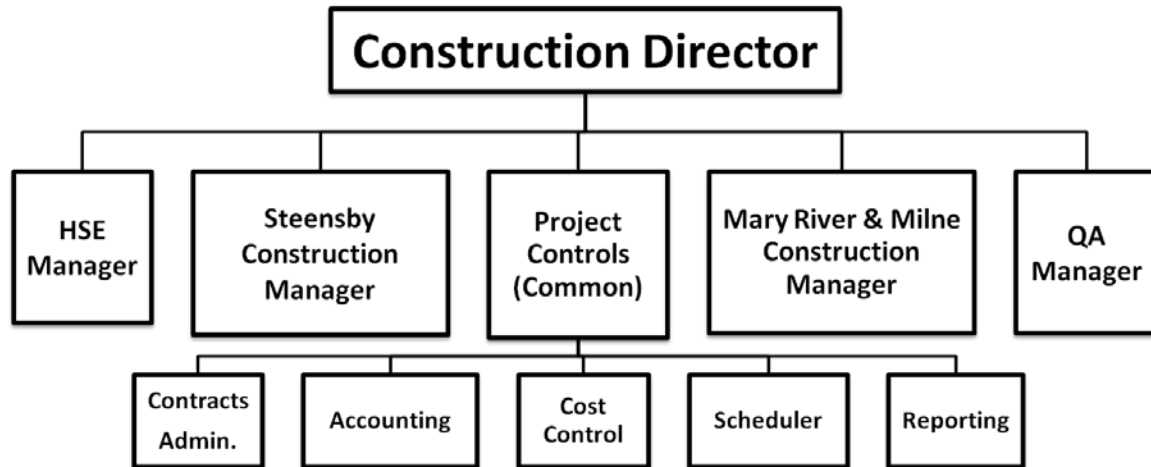 Construction Director
HSE
Manager
Steensby
Construction
Manager
Project
Controls
(Common)
Mary River & Milne
Construction
Manager
QA
Manager
Contracts
Admin.
Accounting
Cost
Control
Scheduler
Reporting